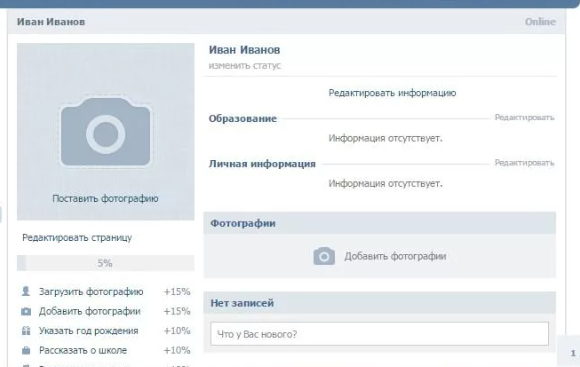 Иван Иванов
Online
Поставить фотографию
Редактировать страницу
5%
Загрузить фотографию +15%
Добавить фотографии +15%
Указать год рождения +10%
Рассказать о школе +10%
Иван Иванов
изменить статус
Редактировать информацию
Образование Редактировать
Информация отсутствует.
Личная информация Редактировать
Информация отсутствует.
Фотографии
Добавить фотографии
Нет записей
Что у Вас нового?
1